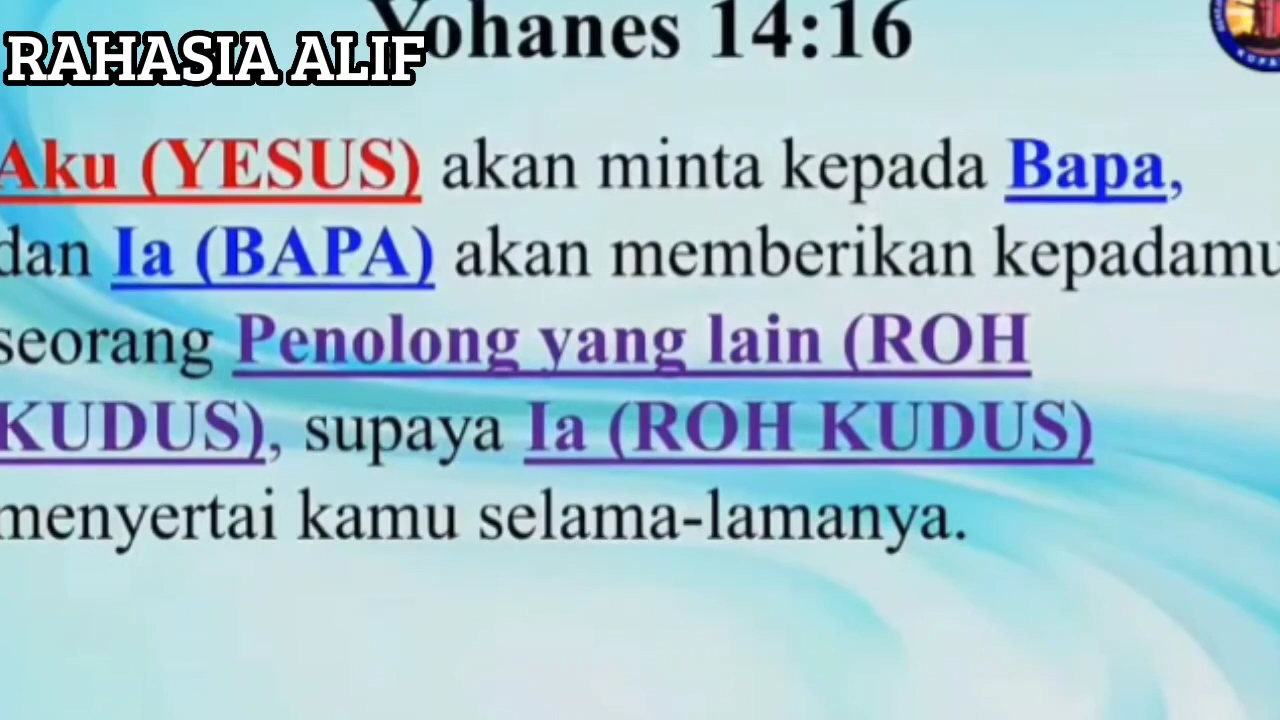 Yohanes 14:16
RAHASIA ALIF
Aku (YESUS) akan minta kepada Bapa,
dan Ia (BAPA) akan memberikan kepadamu
seorang Penolong yang lain (ROH
KUDUS), supaya Ia (ROH KUDUS)
menyertai kamu selama-lamanya.